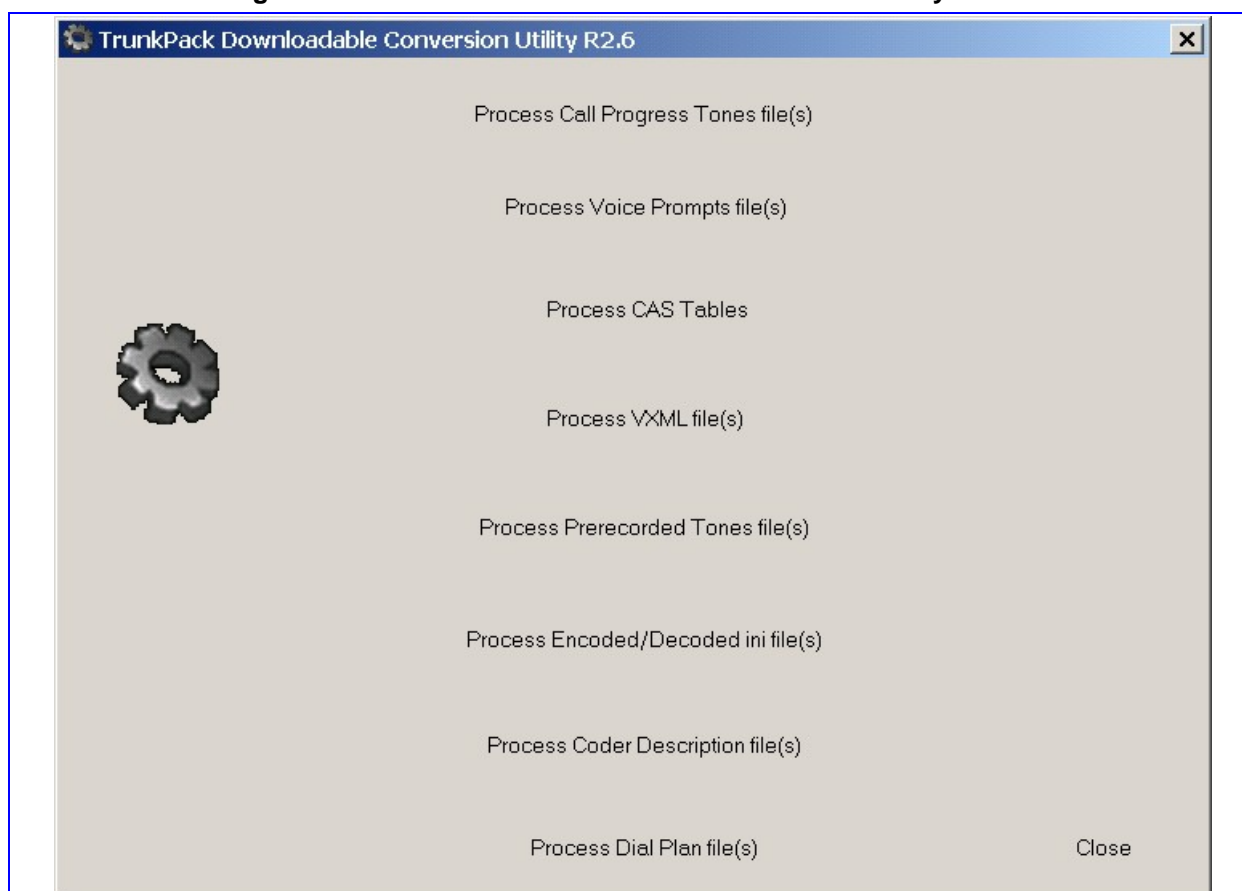 TrunkPack Downloadable Conversion Utility R2.6
Process Call Progress Tones file(s)
Process Voice Prompts file(s)
Process CAS Tables
Process VXML file(s)
Process Prerecorded Tones file(s)
Process Encoded/Decoded ini file(s)
Process Coder Description file(s)
Process Dial Plan file(s)
Close